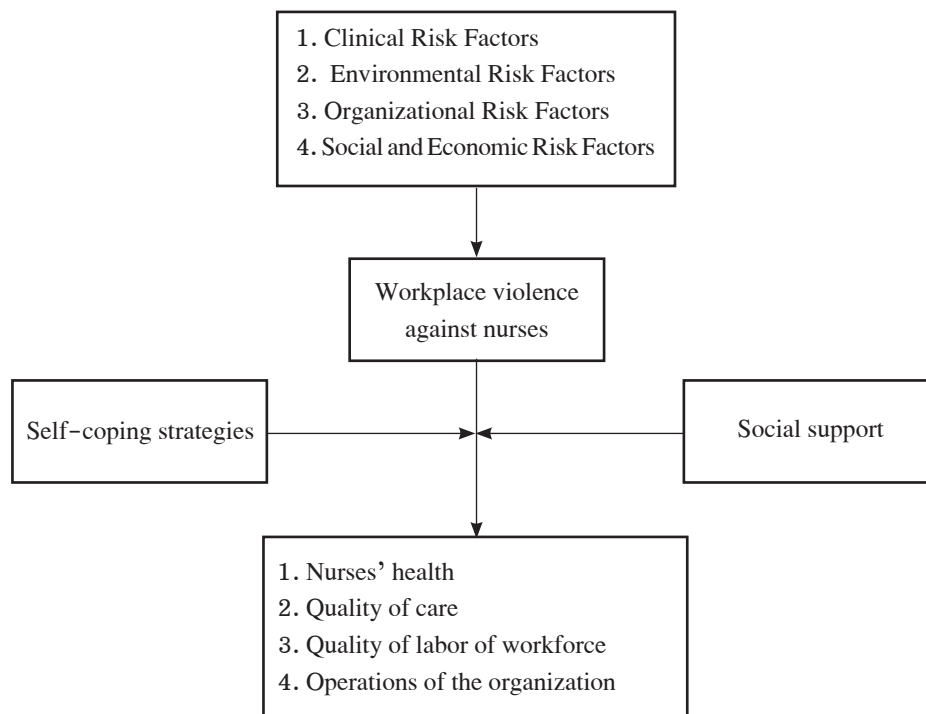 1. Clinical Risk Factors
2. Environmental Risk Factors
3. Organizational Risk Factors
4. Social and Economic Risk Factors
Workplace violence
against nurses
Self-coping strategies
Social support
1. Nurses’ health
2. Quality of care
3. Quality of labor of workforce
4. Operations of the organization